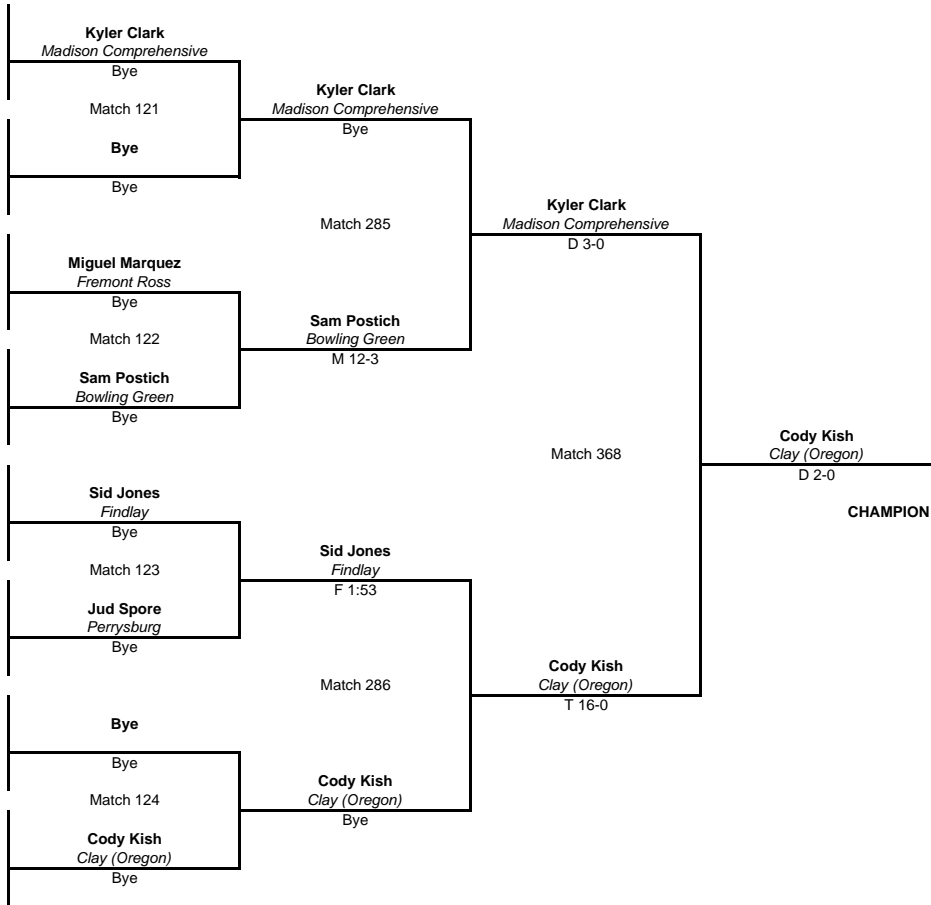 Kyler Clark
Madison Comprehensive
Bye
Match 121
Bye
Bye
Miguel Marquez
Fremont Ross
Bye
Match 122
Sam Postich
Bowling Green
Bye
Sid Jones
Findlay
Bye
Match 123
Jud Spore
Perrysburg
Bye
Bye
Bye
Match 124
Cody Kish
Clay (Oregon)
Bye
Kyler Clark
Madison Comprehensive
Bye
Match 285
Sam Postich
Bowling Green
M 12-3
Sid Jones
Findlay
F 1:53
Match 286
Cody Kish
Clay (Oregon)
Bye
Kyler Clark
Madison Comprehensive
D 3-0
Match 368
Cody Kish
Clay (Oregon)
T 16-0
Cody Kish
Clay (Oregon)
D 2-0
CHAMPION